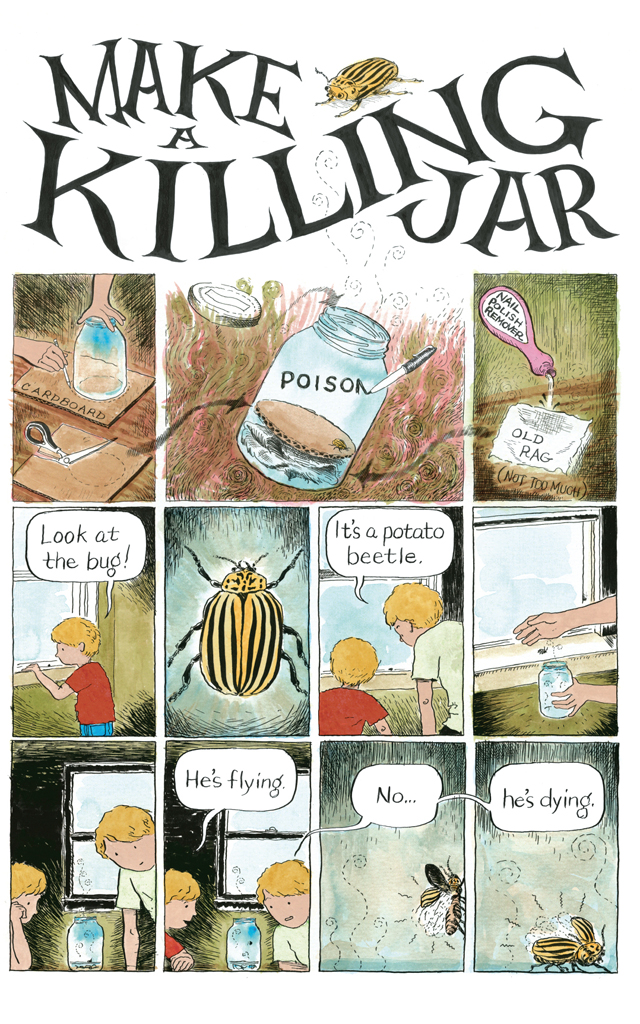 MAKE
A
KILLING
JAR
CARDBOARD
POISON
NAIL
POLISH
REMOVER
OLD
RAG
(NOT TOO MUCH)
Look at
the bug!
It's a potato
beetle.
He's flying.
No...
he's dying.